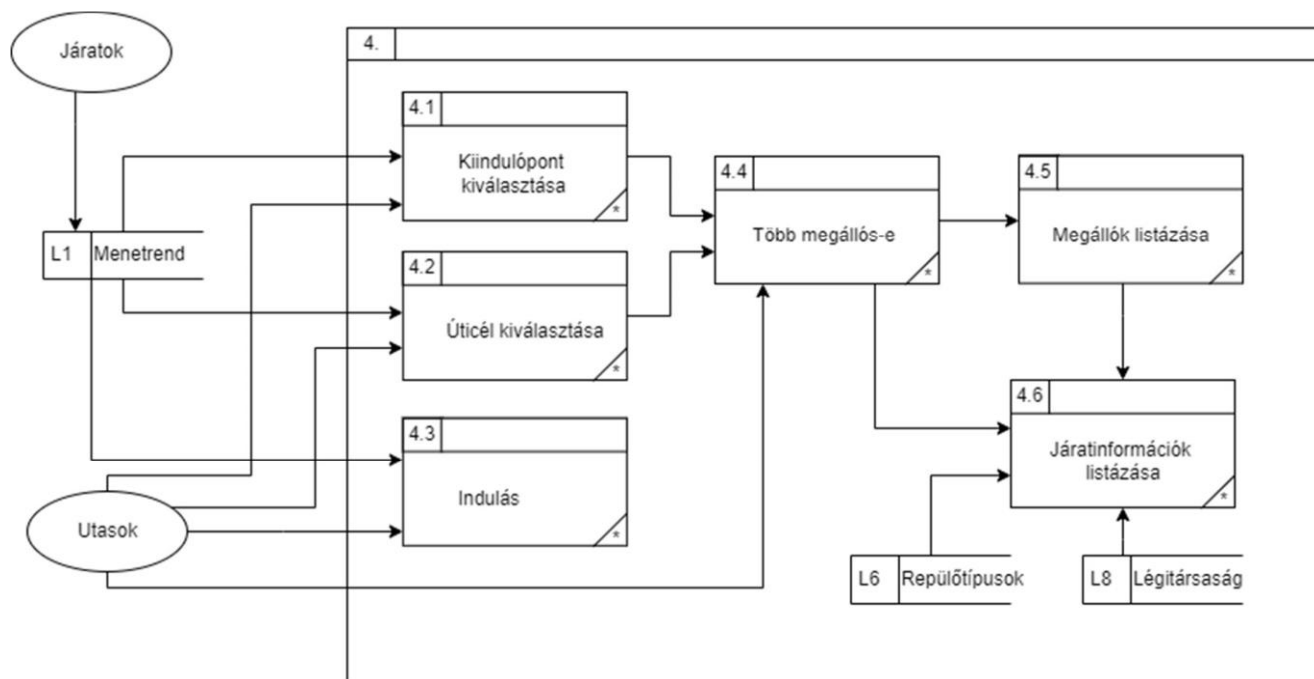 Járatok
4.
4.1
Kiindulópont
kiválasztása
*
4.4
Több megállós-e
*
4.5
Megállók listázása
*
L1 Menetrend
4.2
Úticél kiválasztása
*
4.3
Indulás
*
4.6
Járatinformációk
listázása
*
Utasok
L6 Repülőtípusok
L8 Légitársaság